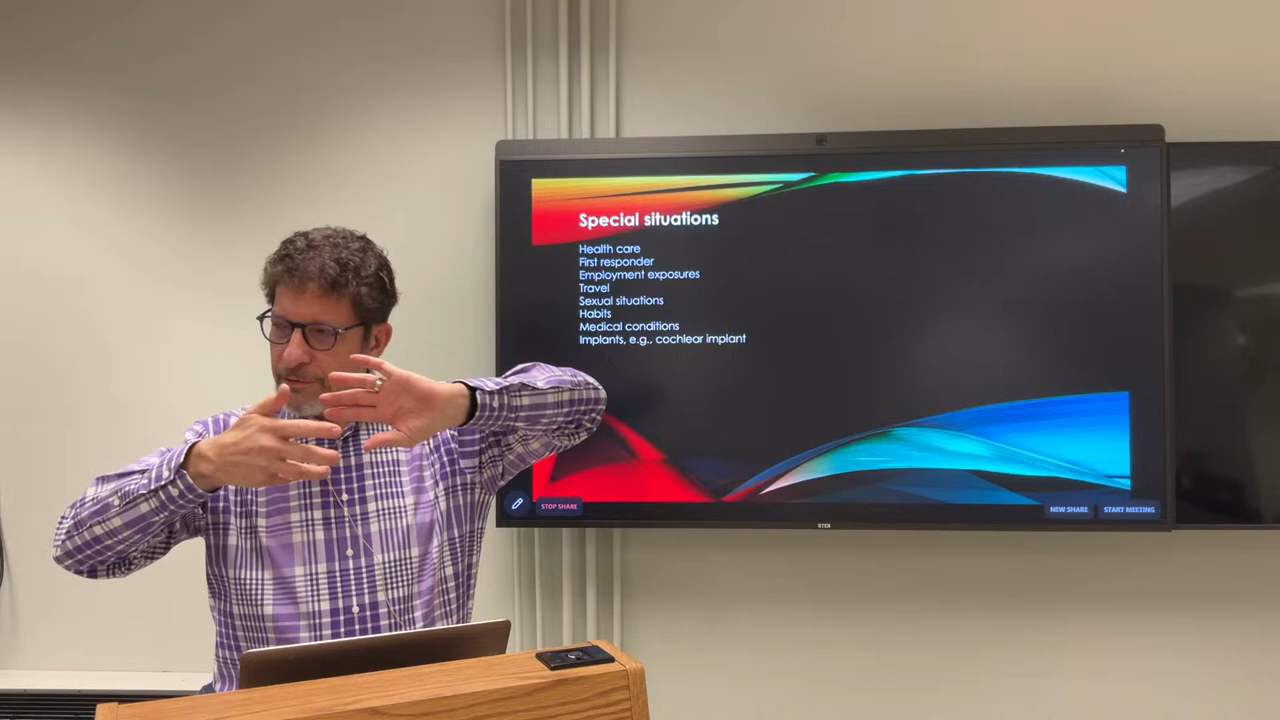 Special situations
Health care
First responder
Employment exposures
Travel
Sexual situations
Habits
Medical conditions
Implants, e.g., cochlear implant
STOP SHARE
NEW SHARE
START MEETING
DTEN